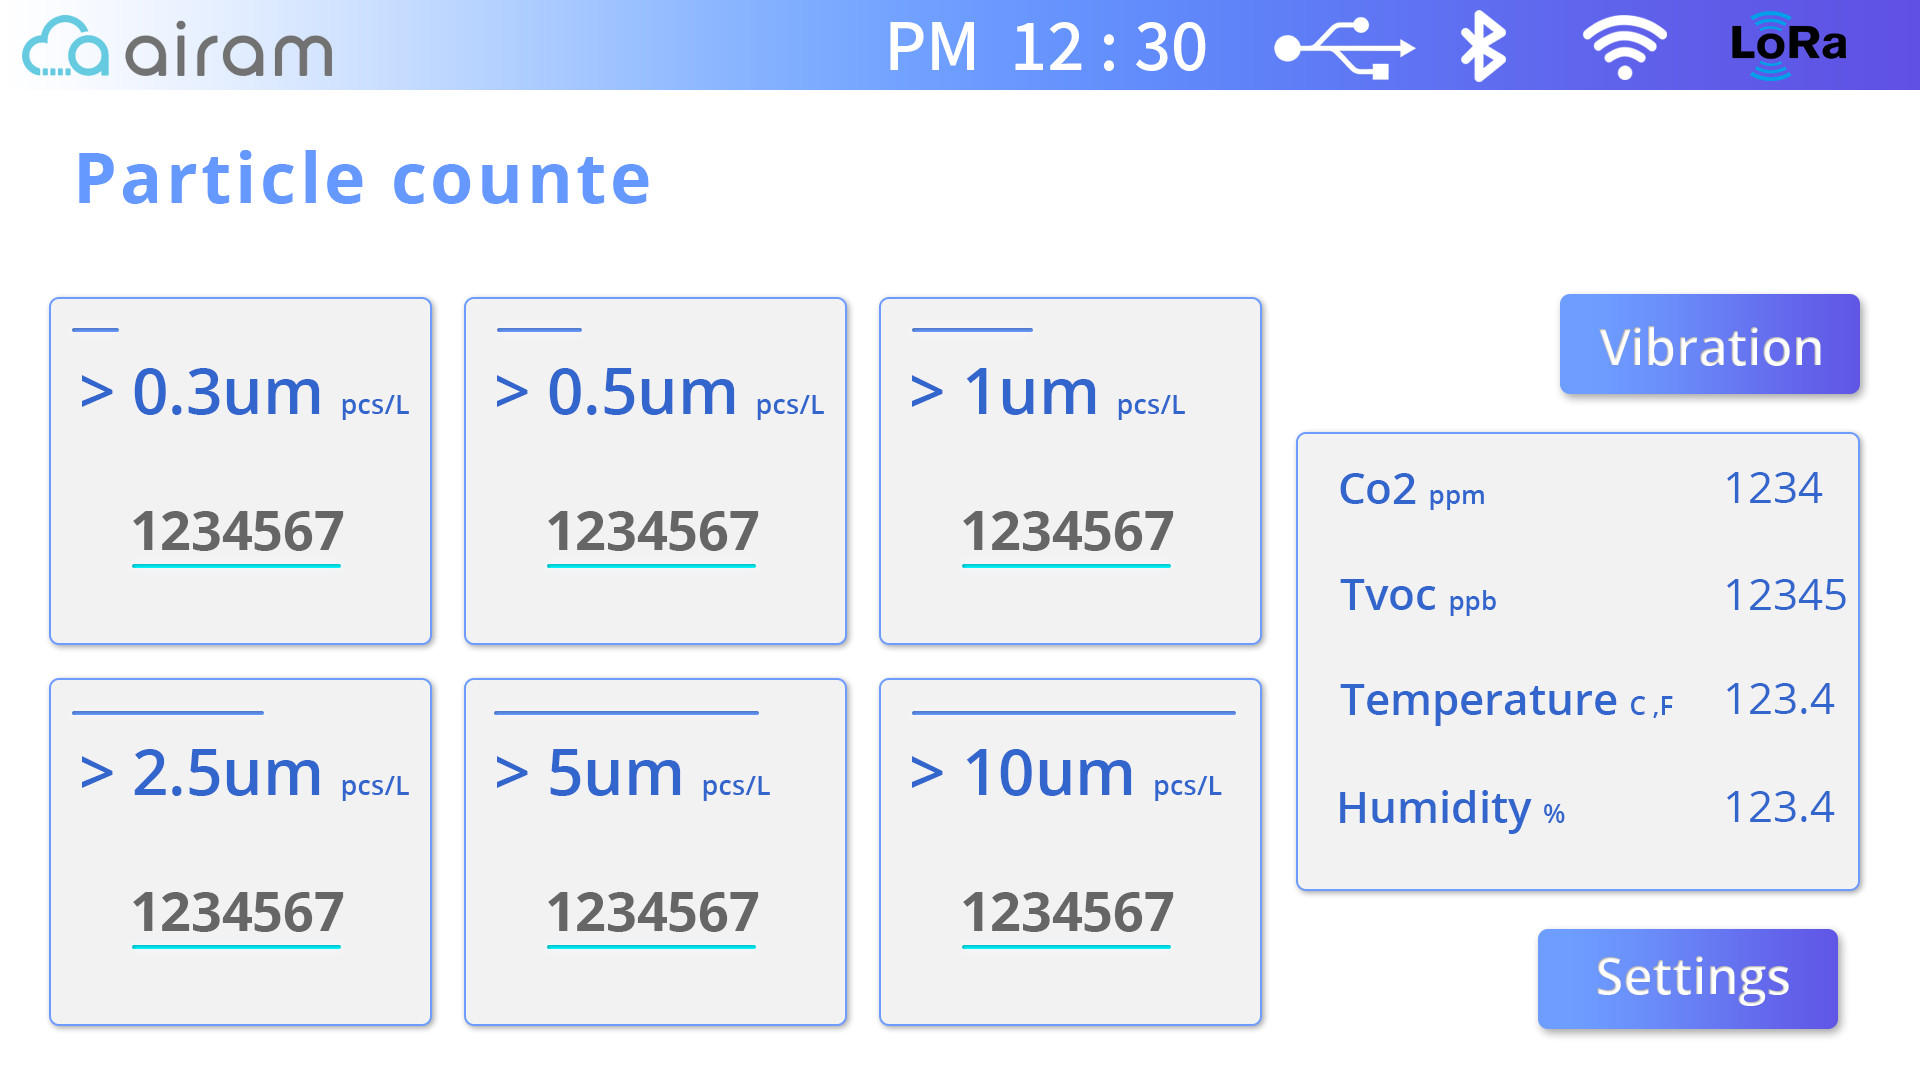 airam PM 12 : 30 LoRa
Particle counte
> 0.3um pcs/L
1234567
> 0.5um pcs/L
1234567
> 1um pcs/L
1234567
> 2.5um pcs/L
1234567
> 5um pcs/L
1234567
> 10um pcs/L
1234567
Vibration
Co2 ppm 1234
Tvoc ppb 12345
Temperature C ,F 123.4
Humidity % 123.4
Settings